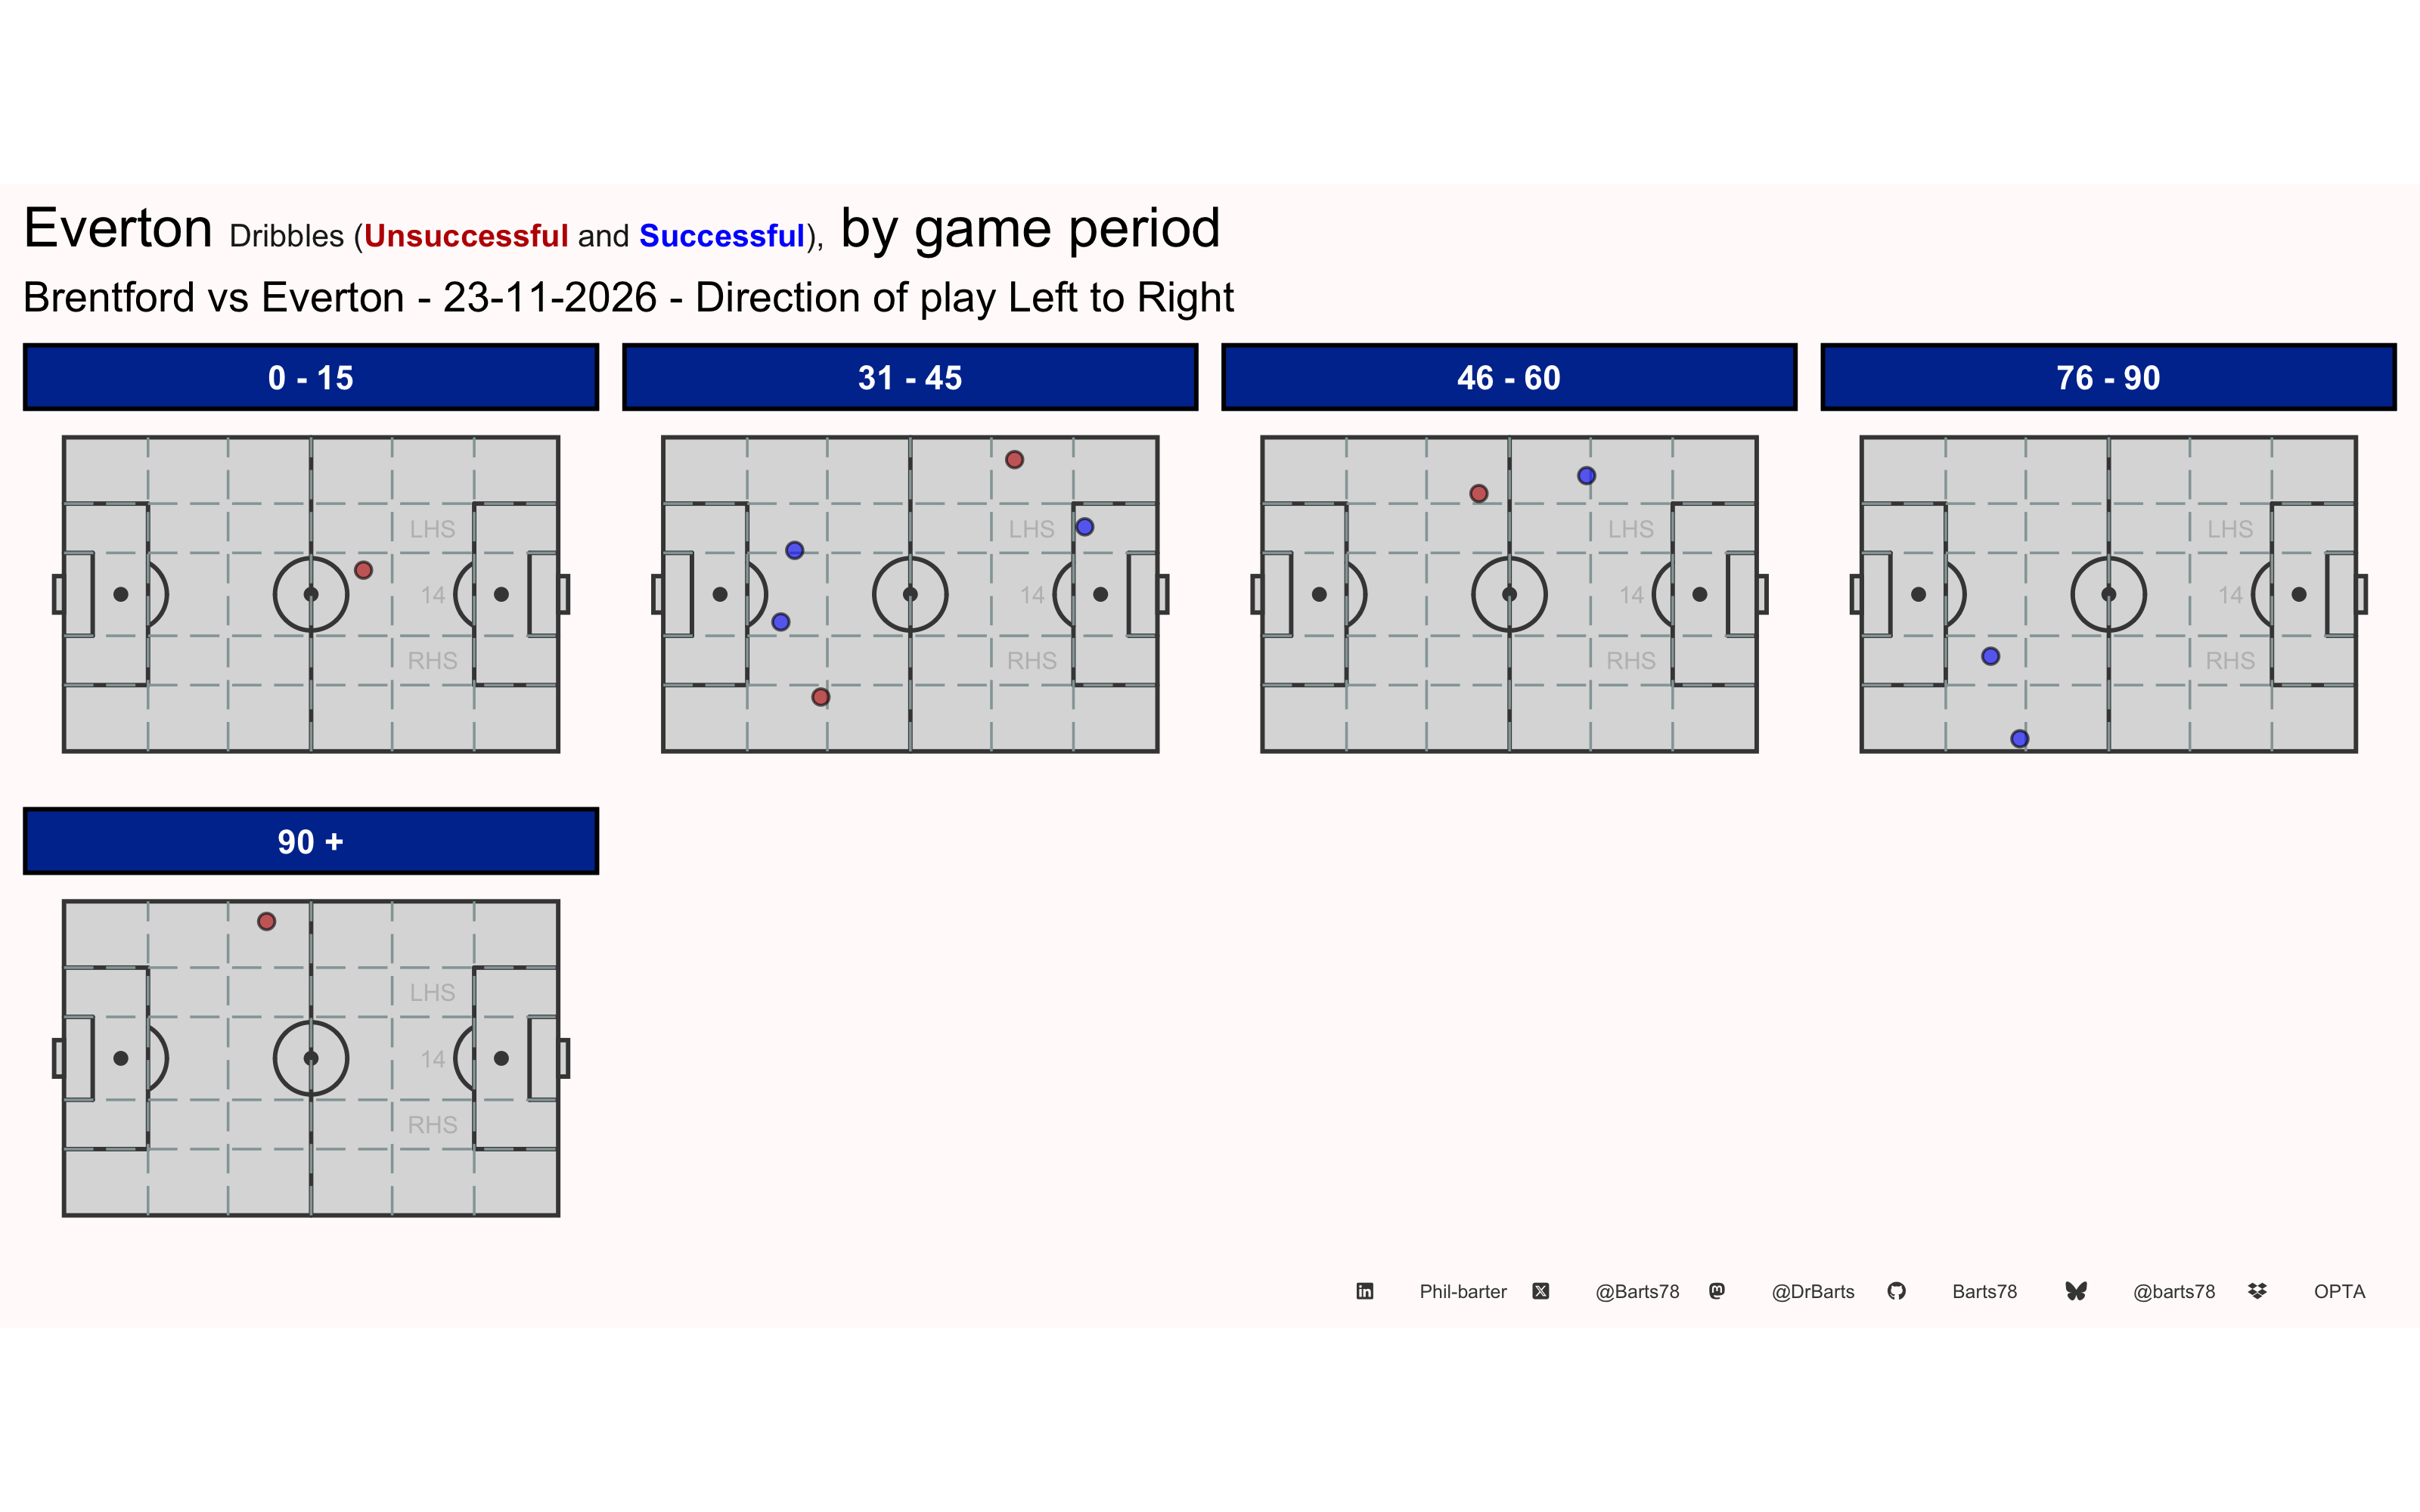 Everton Dribbles (Unsuccessful and Successful), by game period
Brentford vs Everton - 23-11-2026 - Direction of play Left to Right
0 - 15
31 - 45
46 - 60
76 - 90
LHS
14
RHS
LHS
14
RHS
LHS
14
RHS
LHS
14
RHS
90 +
LHS
14
RHS
Phil-barter @Barts78 @DrBarts Barts78 @barts78 OPTA